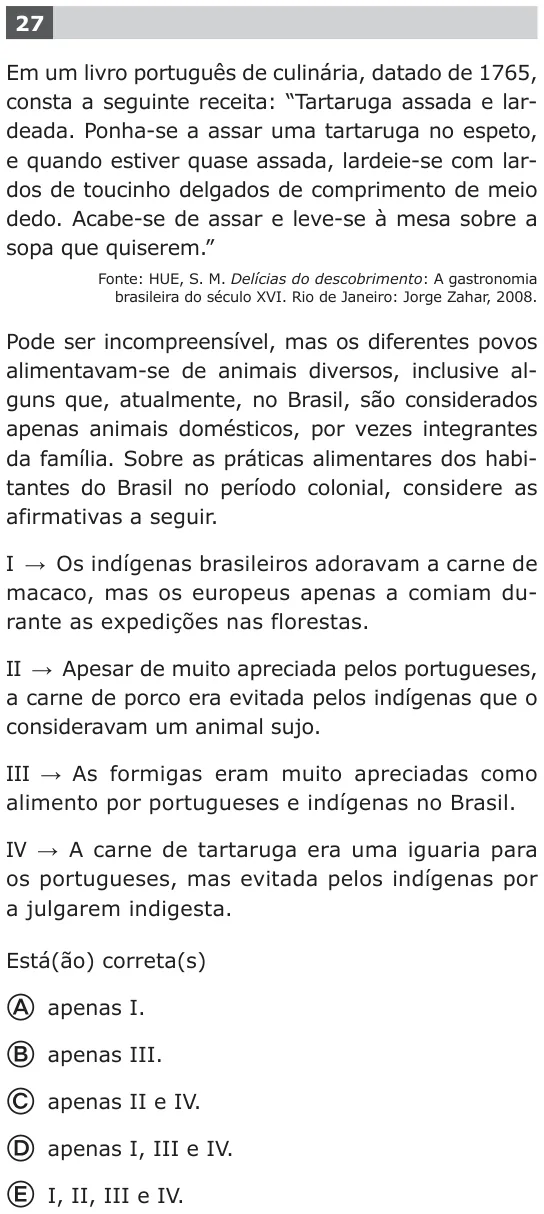 27
Em um livro português de culinária, datado de 1765,
consta a seguinte receita: “Tartaruga assada e lar-
deada. Ponha-se a assar uma tartaruga no espeto,
e quando estiver quase assada, lardeie-se com lar-
dos de toucinho delgados de comprimento de meio
dedo. Acabe-se de assar e leve-se à mesa sobre a
sopa que quiserem.”
Fonte: HUE, S. M. Delícias do descobrimento: A gastronomia
brasileira do século XVI. Rio de Janeiro: Jorge Zahar, 2008.
Pode ser incompreensível, mas os diferentes povos
alimentavam-se de animais diversos, inclusive al-
guns que, atualmente, no Brasil, são considerados
apenas animais domésticos, por vezes integrantes
da família. Sobre as práticas alimentares dos habi-
tantes do Brasil no período colonial, considere as
afirmativas a seguir.
I → Os indígenas brasileiros adoravam a carne de
macaco, mas os europeus apenas a comiam du-
rante as expedições nas florestas.
II → Apesar de muito apreciada pelos portugueses,
a carne de porco era evitada pelos indígenas que o
consideravam um animal sujo.
III → As formigas eram muito apreciadas como
alimento por portugueses e indígenas no Brasil.
IV → A carne de tartaruga era uma iguaria para
os portugueses, mas evitada pelos indígenas por
a julgarem indigesta.
Está(ão) correta(s)
A apenas I.
B apenas III.
C apenas II e IV.
D apenas I, III e IV.
E I, II, III e IV.